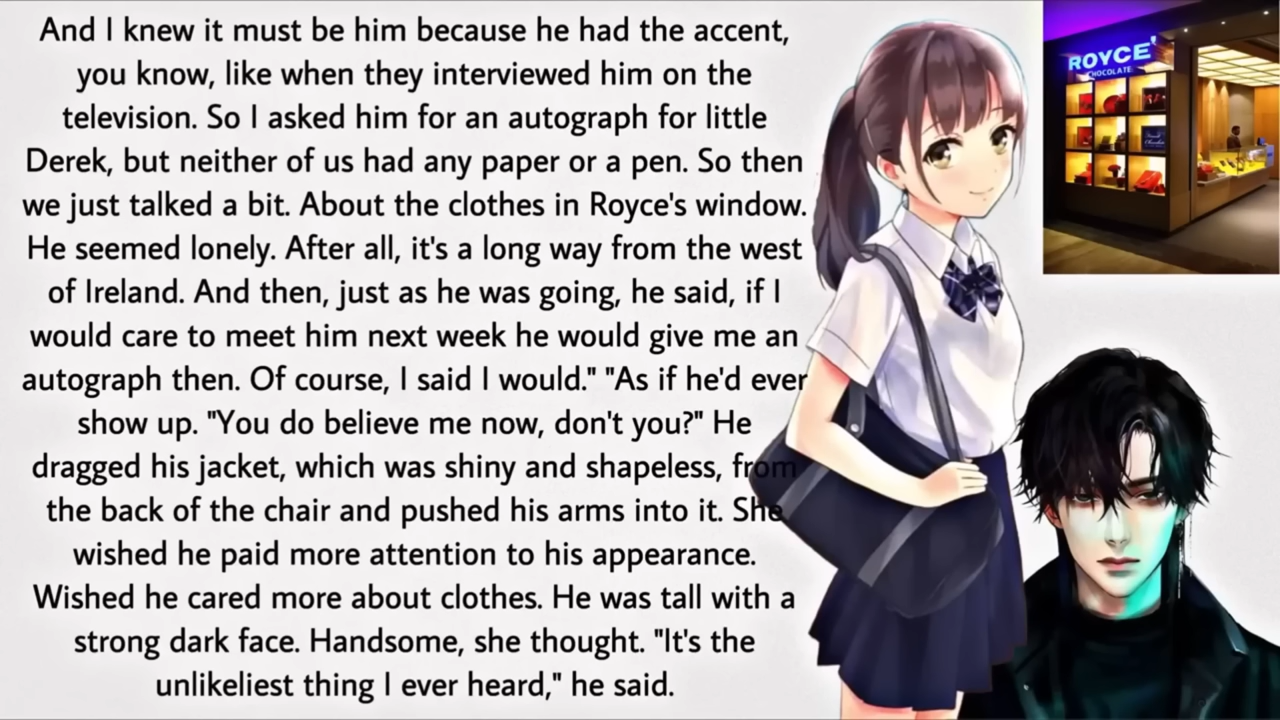 And I knew it must be him because he had the accent,
you know, like when they interviewed him on the
television. So I asked him for an autograph for little
Derek, but neither of us had any paper or a pen. So then
we just talked a bit. About the clothes in Royce's window.
He seemed lonely. After all, it's a long way from the west
of Ireland. And then, just as he was going, he said, if I
would care to meet him next week he would give me an
autograph then. Of course, I said I would." "As if he'd ever
show up. "You do believe me now, don't you?" He
dragged his jacket, which was shiny and shapeless, from
the back of the chair and pushed his arms into it. She
wished he paid more attention to his appearance.
Wished he cared more about clothes. He was tall with a
strong dark face. Handsome, she thought. "It's the
unlikeliest thing I ever heard," he said.
ROYCE'
CHOCOLATE